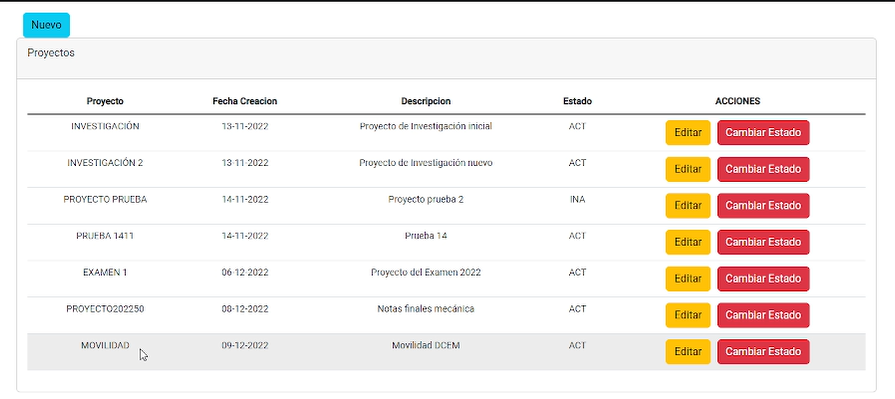 Nuevo
Proyectos
Proyecto Fecha Creacion Descripcion Estado ACCIONES
INVESTIGACIÓN 13-11-2022 Proyecto de Investigación inicial ACT Editar Cambiar Estado
INVESTIGACIÓN 2 13-11-2022 Proyecto de Investigación nuevo ACT Editar Cambiar Estado
PROYECTO PRUEBA 14-11-2022 Proyecto prueba 2 INA Editar Cambiar Estado
PRUEBA 1411 14-11-2022 Prueba 14 ACT Editar Cambiar Estado
EXAMEN 1 06-12-2022 Proyecto del Examen 2022 ACT Editar Cambiar Estado
PROYECTO202250 08-12-2022 Notas finales mecánica ACT Editar Cambiar Estado
MOVILIDAD 09-12-2022 Movilidad DCEM ACT Editar Cambiar Estado